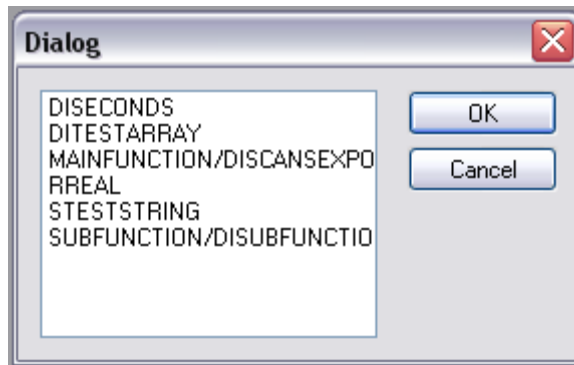 Dialog
DISECONDS
DITESTARRAY
MAINFUNCTION/DISCANSEXPO
RREAL
STESTSTRING
SUBFUNCTION/DISUBFUNCTIO
OK
Cancel